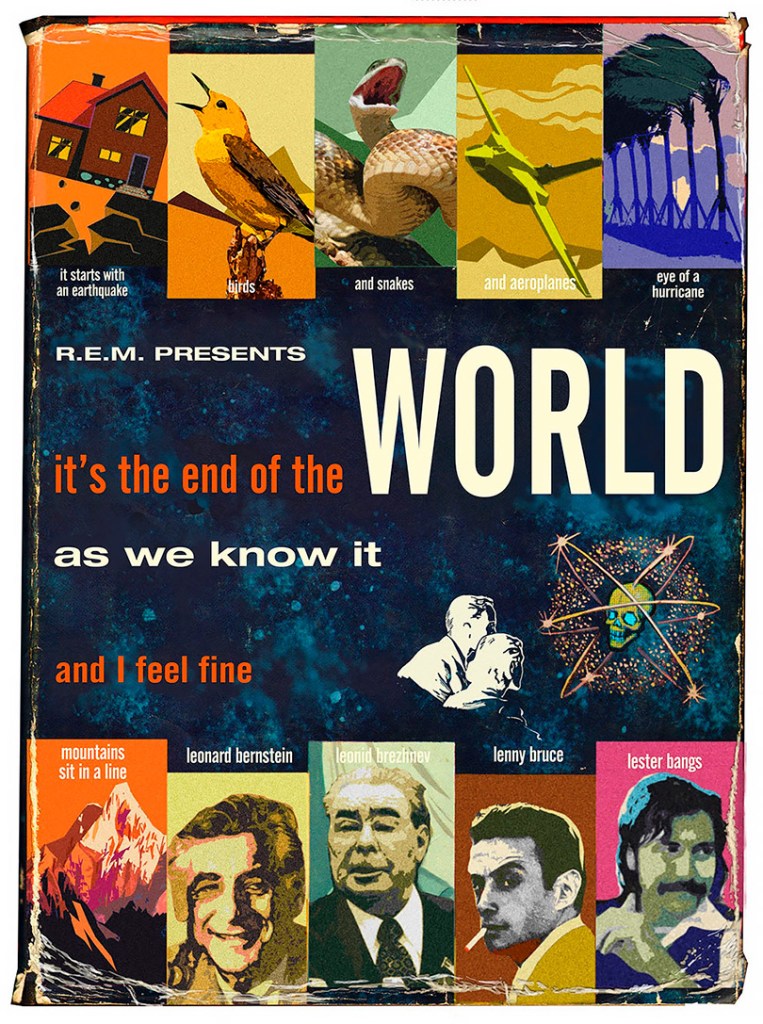 it starts with
an earthquake
birds
and snakes
and aeroplanes
eye of a
hurricane
R.E.M. PRESENTS
it's the end of the WORLD
as we know it
and I feel fine
mountains
sit in a line
leonard bernstein
leonid brezhnev
lenny bruce
lester bangs